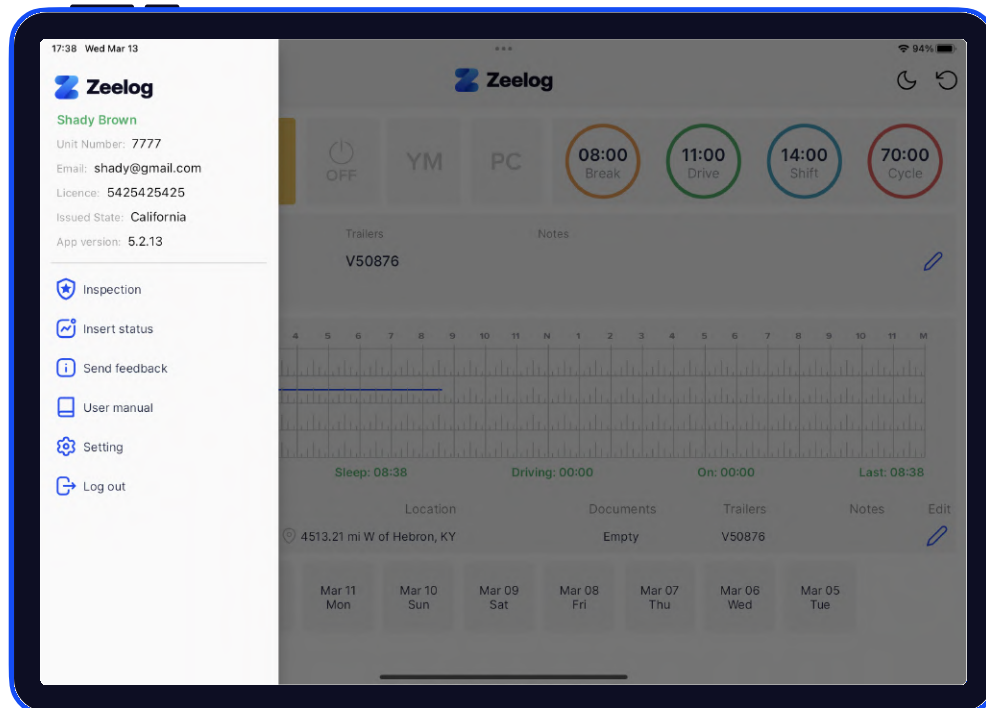 17:38 Wed Mar 13
94%
Zeelog
Zeelog
Shady Brown
Unit Number: 7777
Email: shady@gmail.com
Licence: 5425425425
Issued State: California
App version: 5.2.13
Inspection
Insert status
Send feedback
User manual
Setting
Log out
OFF
YM
PC
08:00
Break
11:00
Drive
14:00
Shift
70:00
Cycle
Trailers
Notes
V50876
4 5 6 7 8 9 10 11 N 1 2 3 4 5 6 7 8 9 10 11 M
Sleep: 08:38 Driving: 00:00 On: 00:00 Last: 08:38
Location Documents Trailers Notes Edit
4513.21 mi W of Hebron, KY Empty V50876
Mar 11
Mon
Mar 10
Sun
Mar 09
Sat
Mar 08
Fri
Mar 07
Thu
Mar 06
Wed
Mar 05
Tue